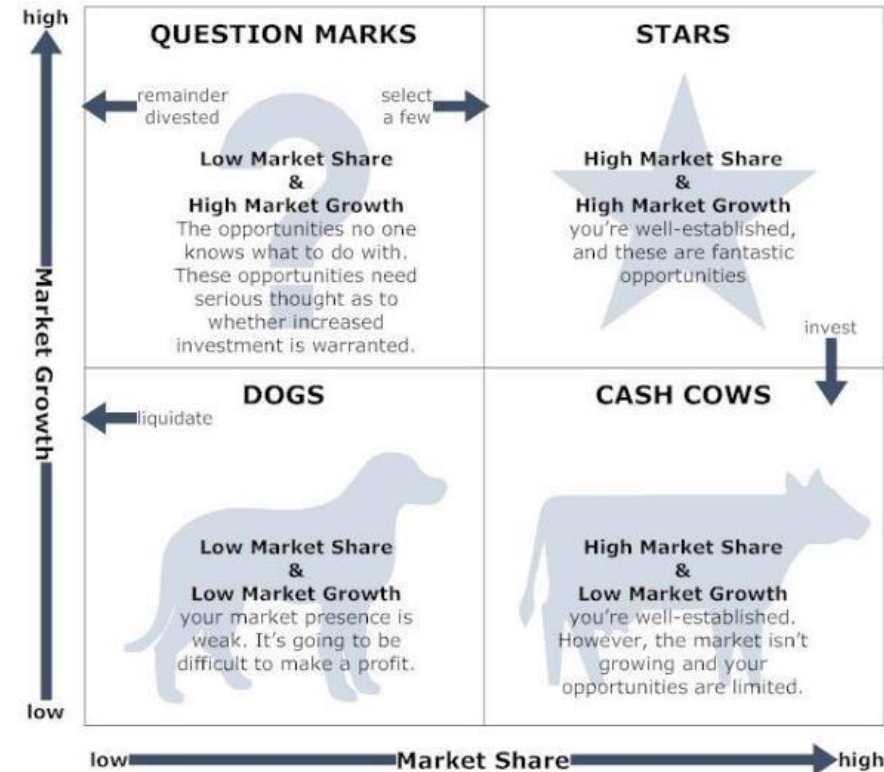 high
QUESTION MARKS
remainder
divested
select
a few
Low Market Share
&
High Market Growth
The opportunities no one
knows what to do with.
These opportunities need
serious thought as to
whether increased
investment is warranted.
STARS
High Market Share
&
High Market Growth
you're well-established,
and these are fantastic
opportunities
invest
Market Growth
DOGS
liquidate
Low Market Share
&
Low Market Growth
your market presence is
weak. It's going to be
difficult to make a profit.
CASH COWS
High Market Share
&
Low Market Growth
you're well-established.
However, the market isn't
growing and your
opportunities are limited.
low
low
Market Share
high